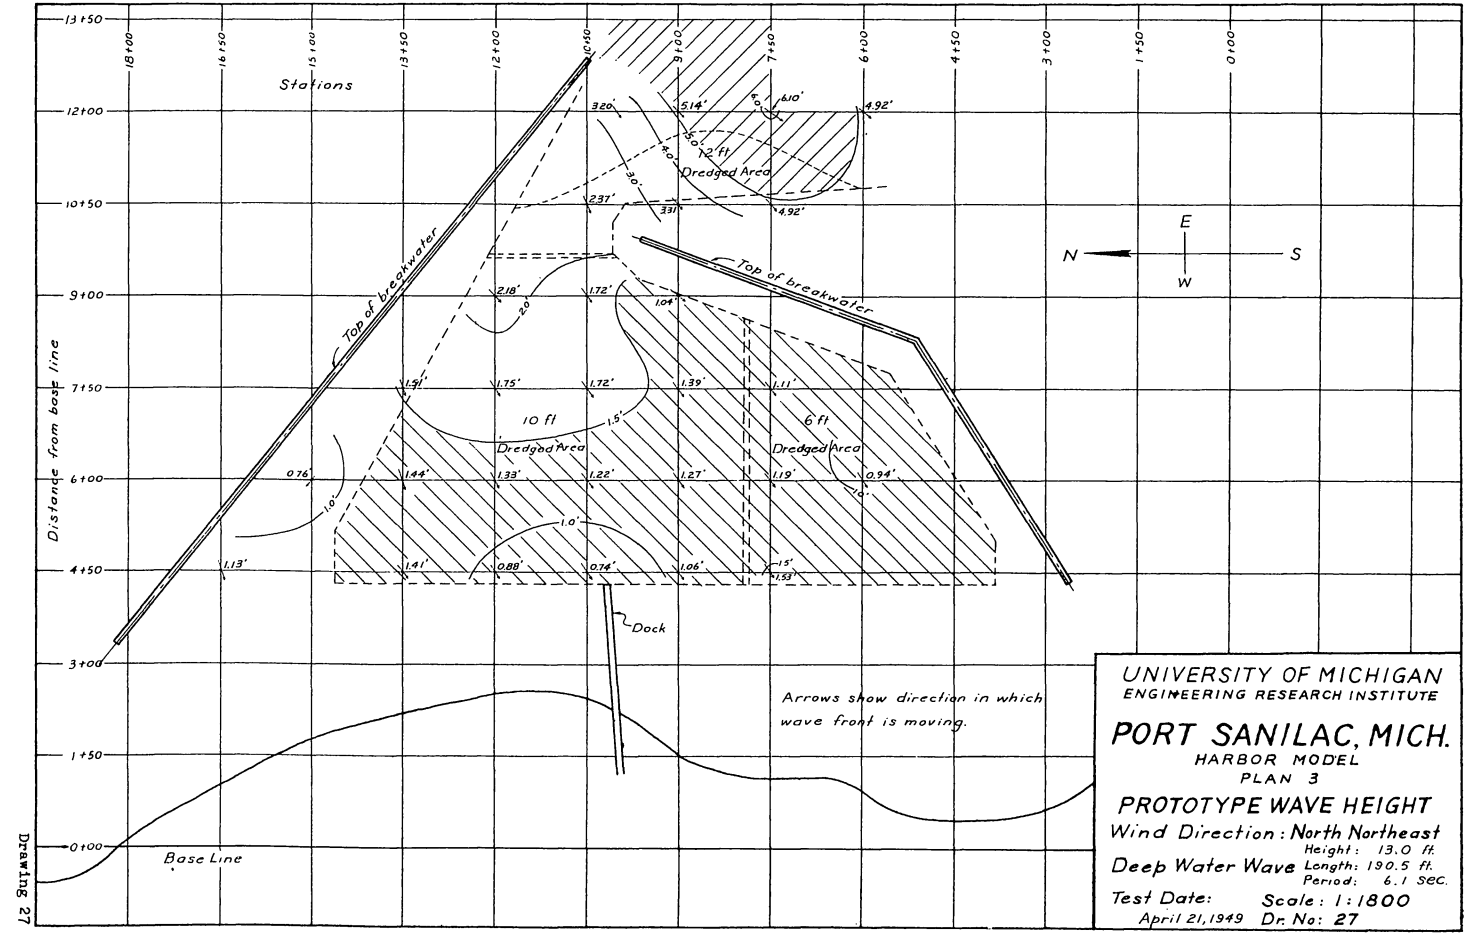 13+50
18+00
16+50
15+00
13+50
12+00
10+50
9+00
7+50
6+00
4+50
3+00
1+50
0+00
Stations
12+00
3.20'
5.14'
6.0'
6.10'
4.92'
5.0'
4.0'
3.0'
12 ft
Dredged Area
10+50
2.37'
3.31'
4.92'
E
N
S
W
Top of breakwater
Top of breakwater
9+00
2.18'
2.0'
1.72'
1.04'
Distance from base line
7+50
1.51'
1.75'
1.72'
1.39'
1.11'
10 ft
1.5'
6 ft
Dredged Area
Dredged Area
6+00
0.76'
1.44'
1.33'
1.22'
1.27'
1.19'
0.94'
1.0'
1.0'
1.0'
4+50
1.13'
1.41'
0.88'
0.74'
1.06'
1.5'
1.53'
Dock
3+00
Arrows show direction in which
wave front is moving.
1+50
0+00
Base Line
UNIVERSITY OF MICHIGAN
ENGINEERING RESEARCH INSTITUTE
PORT SANILAC, MICH.
HARBOR MODEL
PLAN 3
PROTOTYPE WAVE HEIGHT
Wind Direction: North Northeast
Height: 13.0 ft.
Deep Water Wave Length: 190.5 ft.
Period: 6.1 sec.
Test Date: Scale: 1:1800
April 21, 1949 Dr. No: 27
Drawing 27